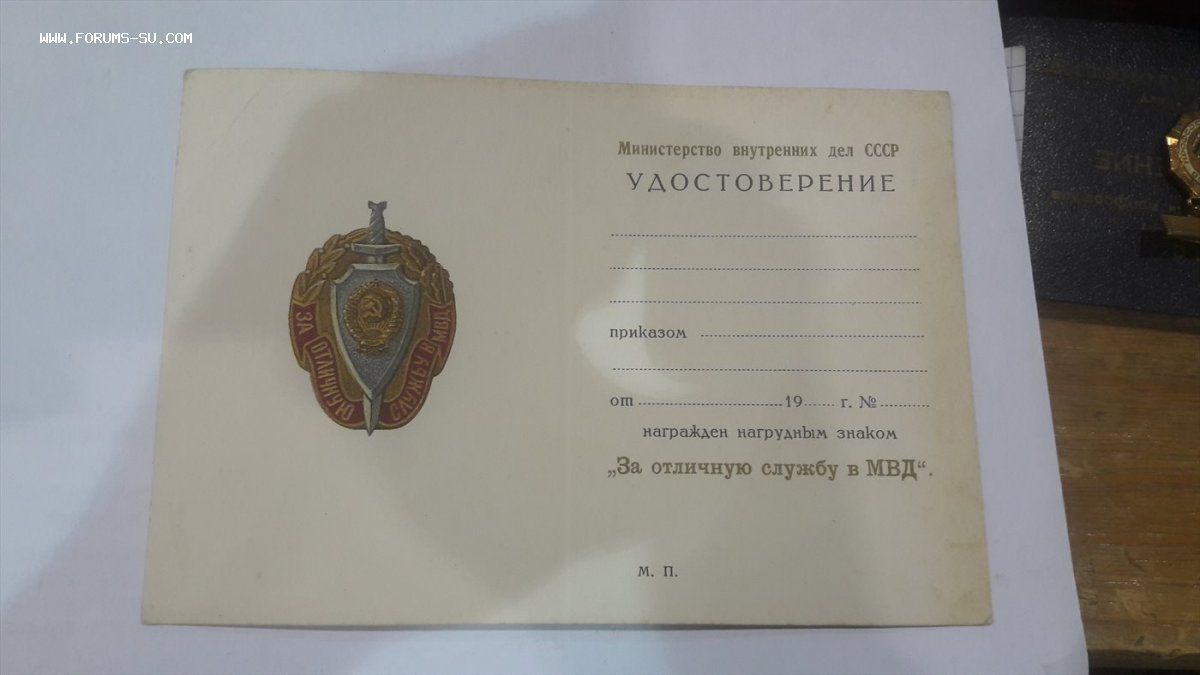 WWW.FORUMS-SU.COM
Министерство внутренних дел СССР
УДОСТОВЕРЕНИЕ
приказом
от 19 г. №
награжден нагрудным знаком
„За отличную службу в МВД“.
М. П.
ЗА ОТЛИЧНУЮ СЛУЖБУ В МВД